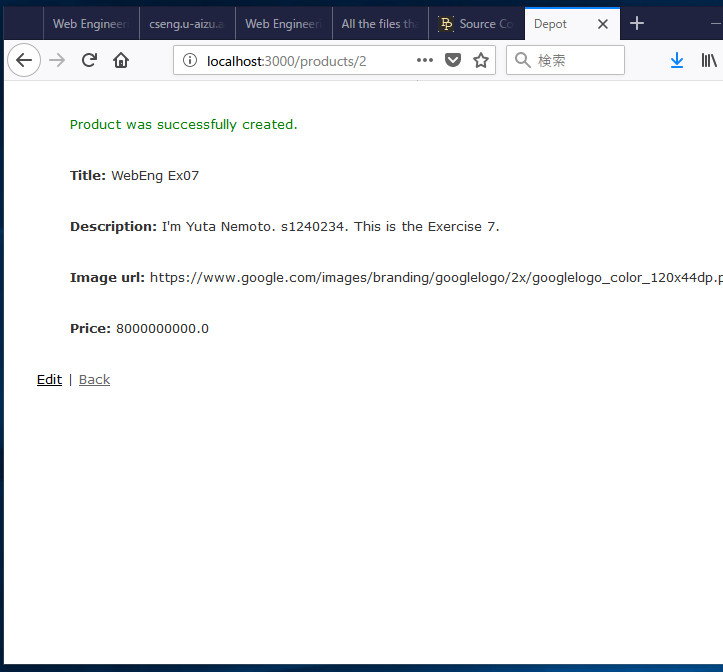 Web Engineer cseng.u-aizu.a Web Engineer All the files tha Source Co Depot
localhost:3000/products/2 検索
Product was successfully created.
Title: WebEng Ex07
Description: I'm Yuta Nemoto. s1240234. This is the Exercise 7.
Image url: https://www.google.com/images/branding/googlelogo/2x/googlelogo_color_120x44dp.p
Price: 8000000000.0
Edit | Back